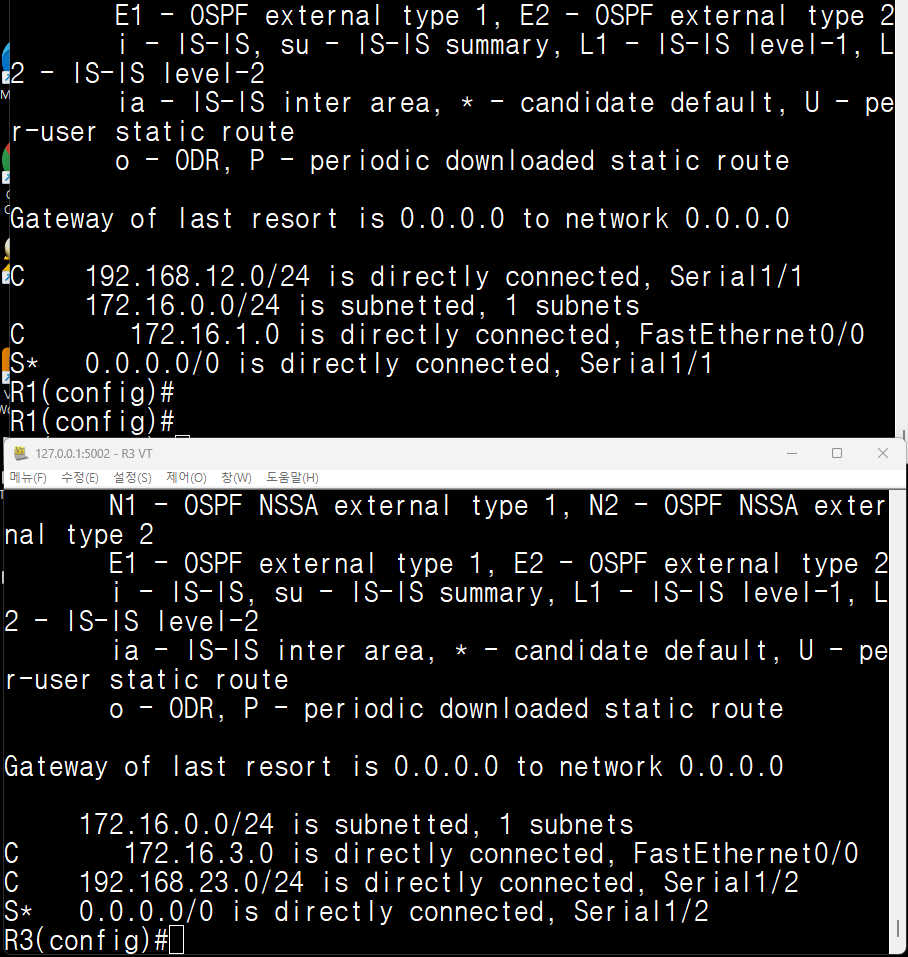 E1 - OSPF external type 1, E2 - OSPF external type 2
i - IS-IS, su - IS-IS summary, L1 - IS-IS level-1, L
2 - IS-IS level-2
ia - IS-IS inter area, * - candidate default, U - pe
r-user static route
o - ODR, P - periodic downloaded static route
Gateway of last resort is 0.0.0.0 to network 0.0.0.0
C    192.168.12.0/24 is directly connected, Serial1/1
172.16.0.0/24 is subnetted, 1 subnets
C       172.16.1.0 is directly connected, FastEthernet0/0
S*   0.0.0.0/0 is directly connected, Serial1/1
R1(config)#
R1(config)#
127.0.0.1:5002 - R3 VT
메뉴(F) 수정(E) 설정(S) 제어(O) 창(W) 도움말(H)
N1 - OSPF NSSA external type 1, N2 - OSPF NSSA exter
nal type 2
E1 - OSPF external type 1, E2 - OSPF external type 2
i - IS-IS, su - IS-IS summary, L1 - IS-IS level-1, L
2 - IS-IS level-2
ia - IS-IS inter area, * - candidate default, U - pe
r-user static route
o - ODR, P - periodic downloaded static route
Gateway of last resort is 0.0.0.0 to network 0.0.0.0
172.16.0.0/24 is subnetted, 1 subnets
C       172.16.3.0 is directly connected, FastEthernet0/0
C    192.168.23.0/24 is directly connected, Serial1/2
S*   0.0.0.0/0 is directly connected, Serial1/2
R3(config)#